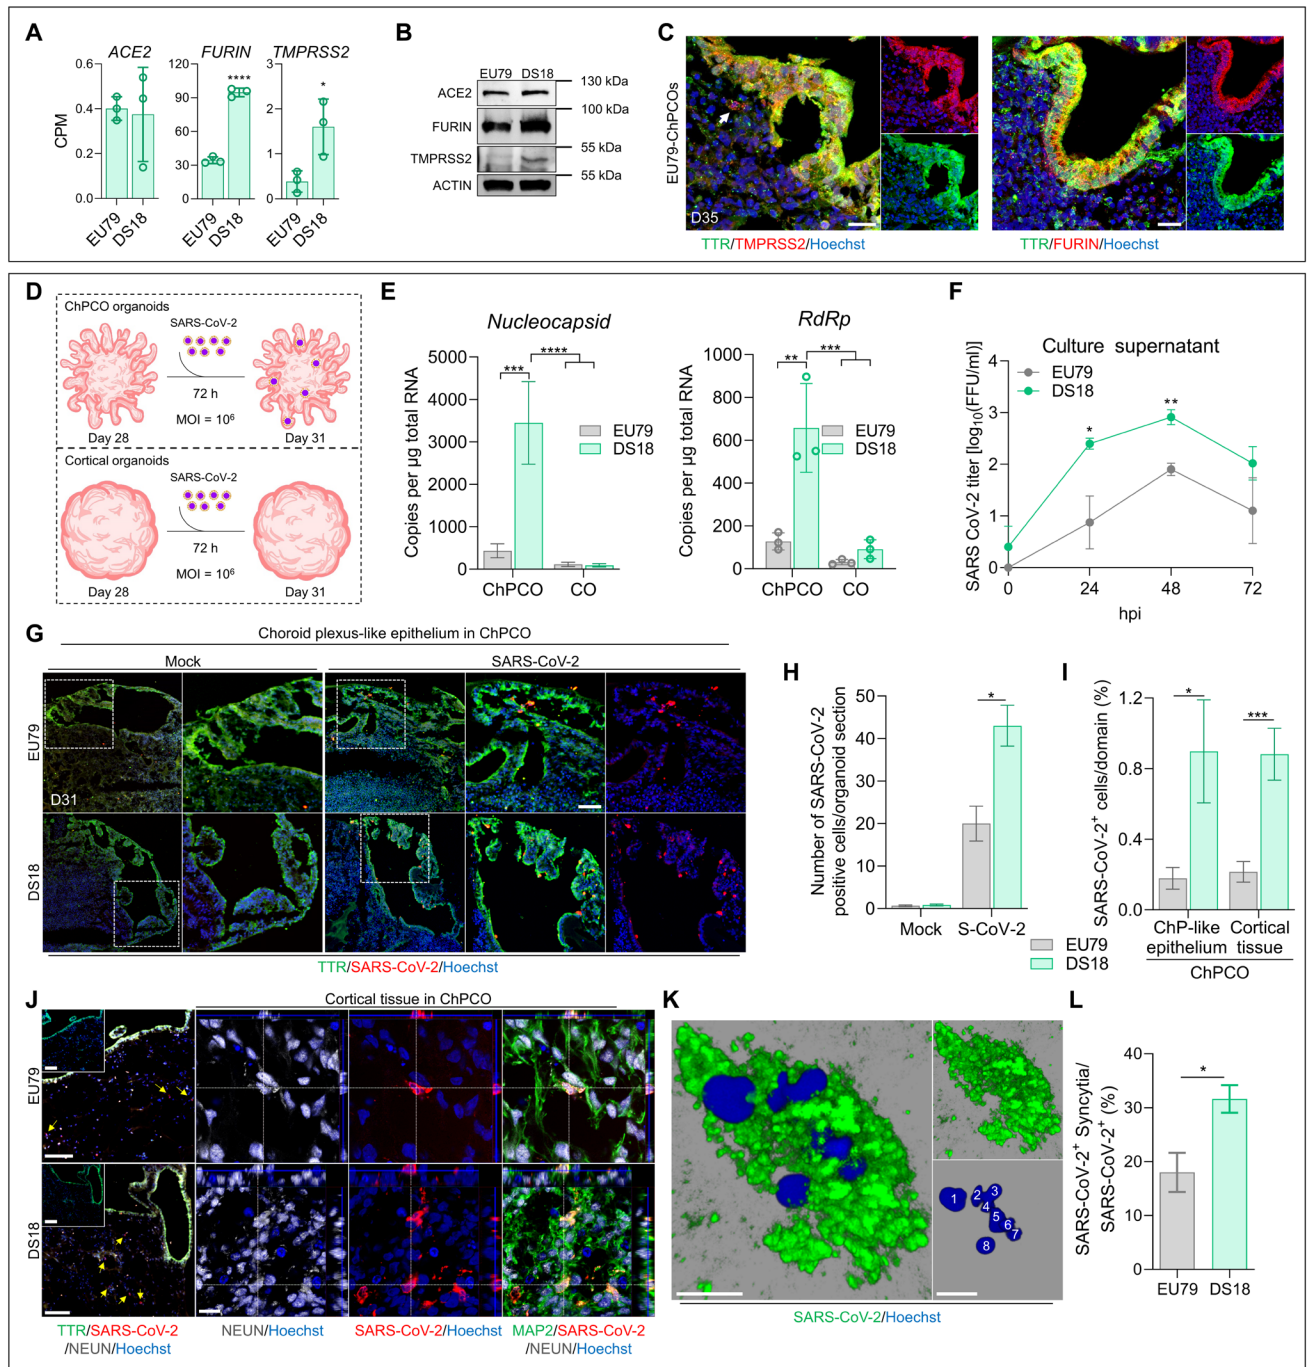 A
ACE2
FURIN
TMPRSS2
CPM
0.6
0.4
0.2
0.0
120
90
60
30
0
****
3
2
1
0
*
EU79
DS18
EU79
DS18
EU79
DS18
B
EU79 DS18
130 kDa
ACE2
100 kDa
FURIN
55 kDa
TMPRSS2
55 kDa
ACTIN
C
EU79-ChPCOs
D35
TTR/TMPRSS2/Hoechst
TTR/FURIN/Hoechst
D
ChPCO organoids
SARS-CoV-2
72 h
MOI = 10⁶
Day 28
Day 31
Cortical organoids
SARS-CoV-2
72 h
MOI = 10⁶
Day 28
Day 31
E
Nucleocapsid
Copies per µg total RNA
5000
4000
3000
2000
1000
0
***
****
EU79
DS18
ChPCO
CO
RdRp
Copies per µg total RNA
1000
800
600
400
200
0
**
***
EU79
DS18
ChPCO
CO
F
Culture supernatant
SARS CoV-2 titer [log₁₀(FFU/ml)]
EU79
DS18
4
3
2
1
0
*
**
0
24
48
72
hpi
G
Choroid plexus-like epithelium in ChPCO
Mock
SARS-CoV-2
EU79
D31
DS18
TTR/SARS-CoV-2/Hoechst
H
Number of SARS-CoV-2
positive cells/organoid section
50
40
30
20
10
0
*
Mock
S-CoV-2
EU79
DS18
I
SARS-CoV-2⁺ cells/domain (%)
1.2
0.8
0.4
0.0
*
***
ChP-like
epithelium
Cortical
tissue
ChPCO
J
Cortical tissue in ChPCO
EU79
DS18
TTR/SARS-CoV-2
/NEUN/Hoechst
NEUN/Hoechst
SARS-CoV-2/Hoechst
MAP2/SARS-CoV-2
/NEUN/Hoechst
K
1
2
3
4
5
6
7
8
SARS-CoV-2/Hoechst
L
SARS-CoV-2⁺ Syncytia/
SARS-CoV-2⁺ (%)
40
30
20
10
0
*
EU79
DS18